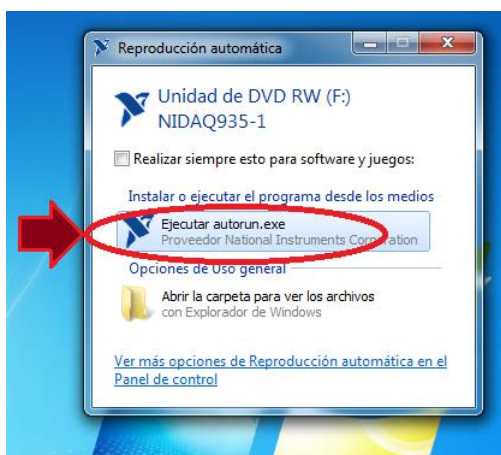 Reproducción automática
Unidad de DVD RW (F:)
NIDAQ935-1
Realizar siempre esto para software y juegos:
Instalar o ejecutar el programa desde los medios
Ejecutar autorun.exe
Proveedor National Instruments Corporation
Opciones de Uso general
Abrir la carpeta para ver los archivos
con Explorador de Windows
Ver más opciones de Reproducción automática en el
Panel de control